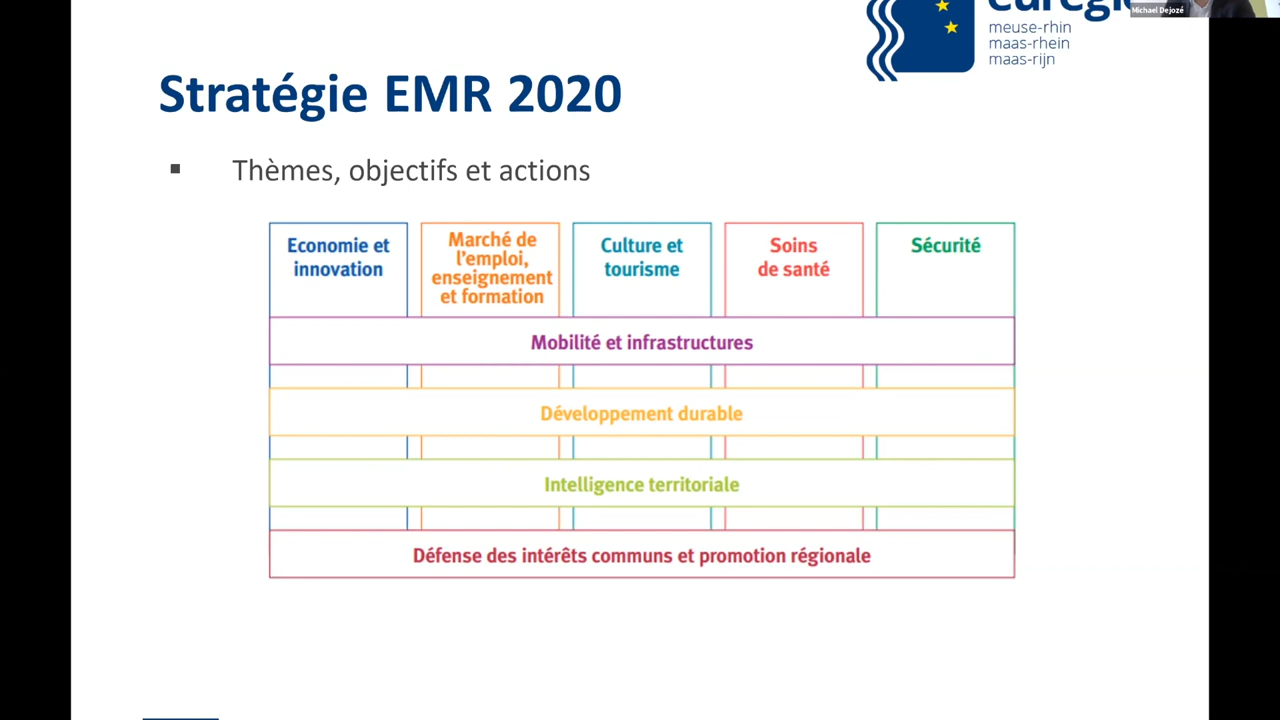 Michael Dejozé
meuse-rhin
maas-rhein
maas-rijn
Stratégie EMR 2020
Thèmes, objectifs et actions
Economie et
innovation
Marché de
l'emploi,
enseignement
et formation
Culture et
tourisme
Soins
de santé
Sécurité
Mobilité et infrastructures
Développement durable
Intelligence territoriale
Défense des intérêts communs et promotion régionale